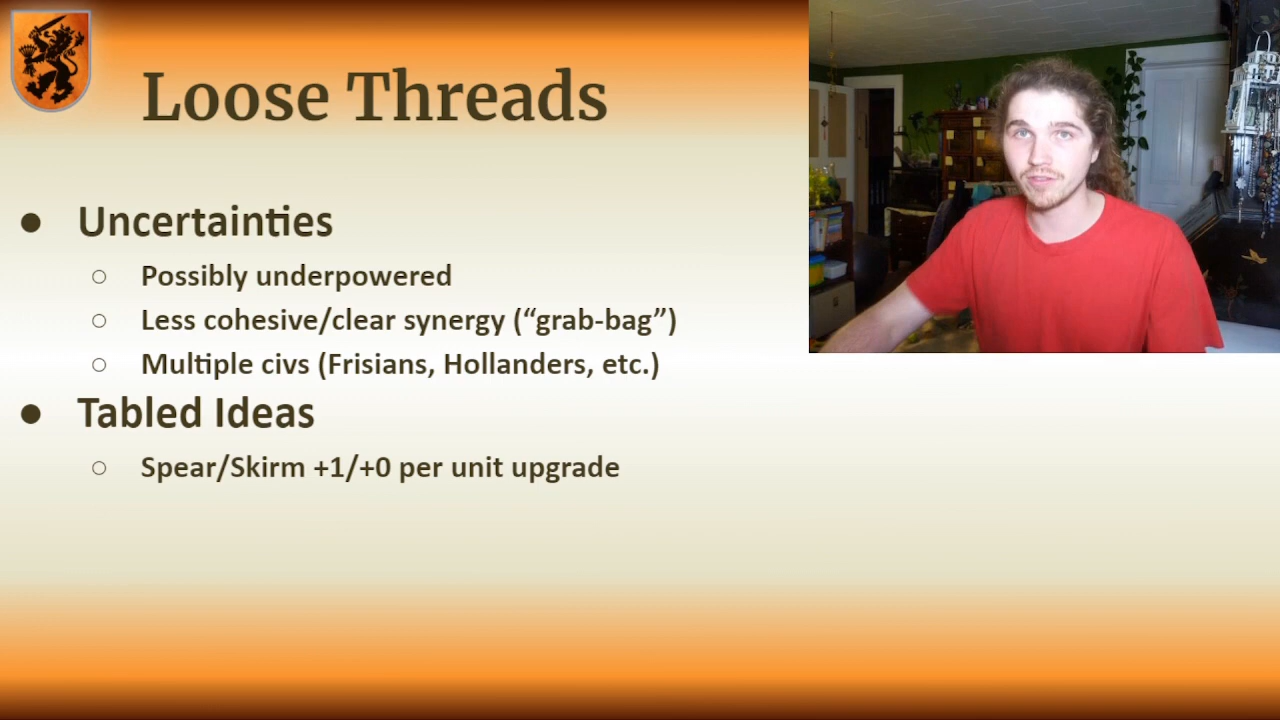 Loose Threads
● Uncertainties
○ Possibly underpowered
○ Less cohesive/clear synergy (“grab-bag”)
○ Multiple civs (Frisians, Hollanders, etc.)
● Tabled Ideas
○ Spear/Skirm +1/+0 per unit upgrade